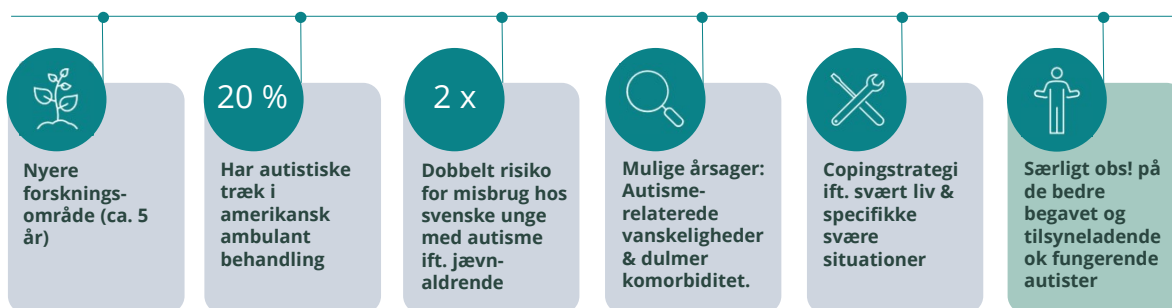 Nyere
forsknings-
område (ca. 5
år)
20 %
Har autistiske
træk i
amerikansk
ambulant
behandling
2 x
Dobbelt risiko
for misbrug hos
svenske unge
med autisme
ift. jævn-
aldrende
Mulige årsager:
Autisme-
relaterede
vanskeligheder
& dulmer
komorbiditet.
Copingstrategi
ift. svært liv &
specifikke
svære
situationer
Særligt obs! på
de bedre
begavet og
tilsyneladende
ok fungerende
autister